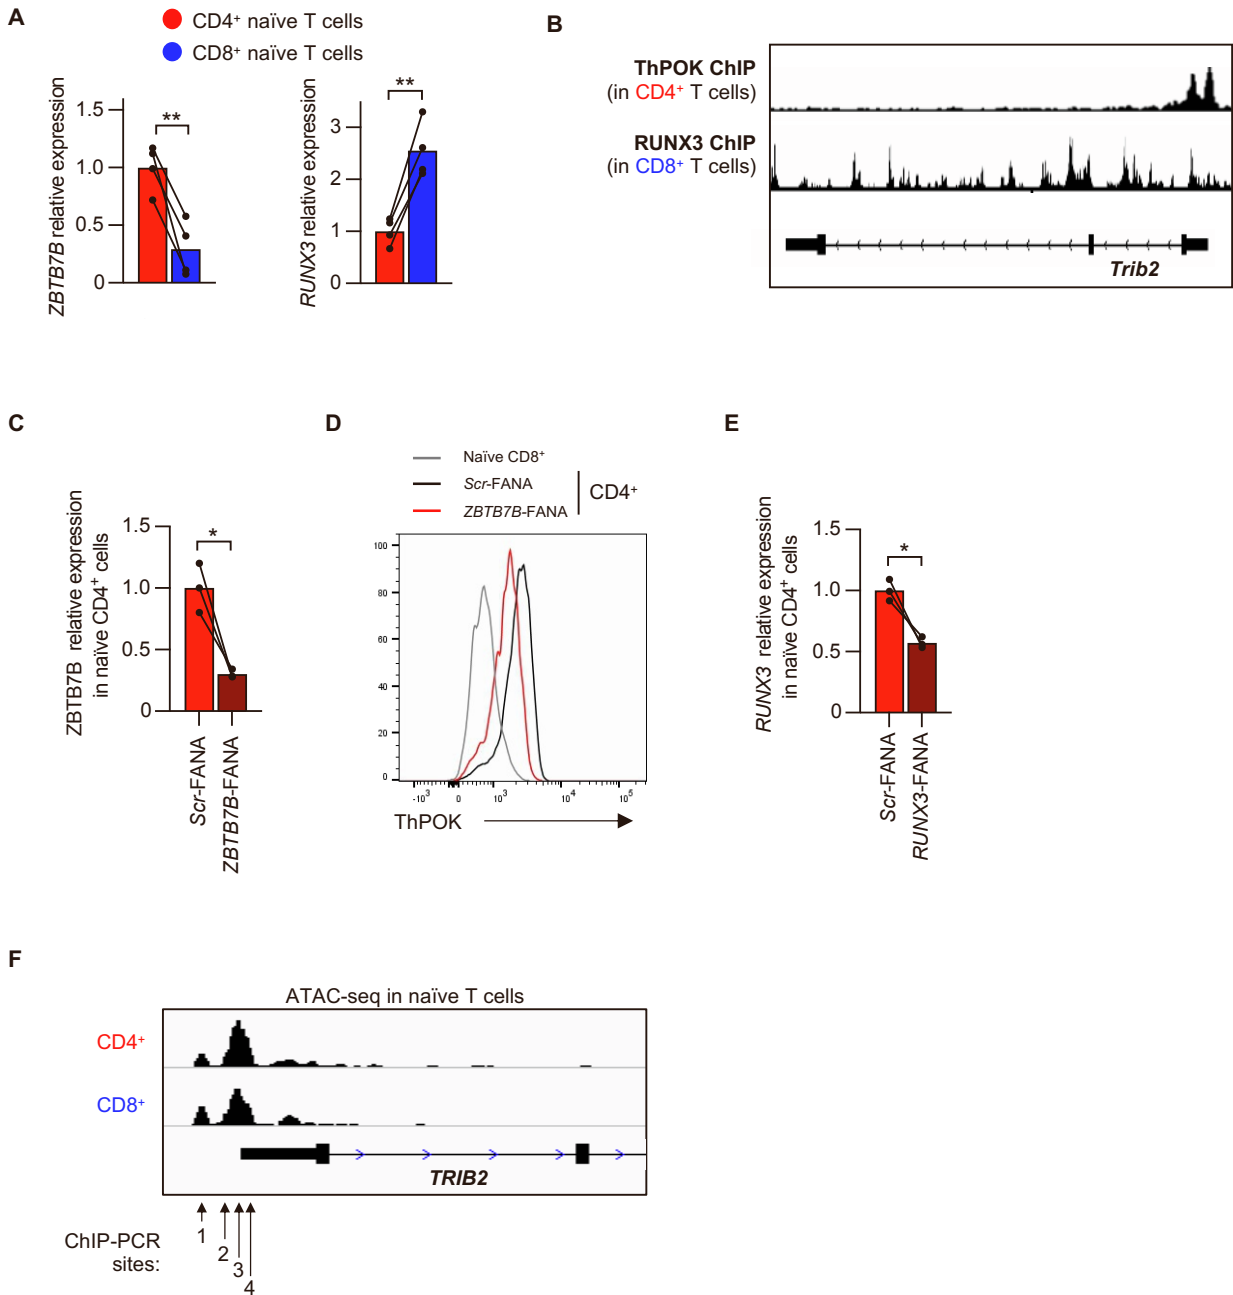 A
CD4⁺ naïve T cells
CD8⁺ naïve T cells
ZBTB7B relative expression
1.5
1.0
0.5
0
**
RUNX3 relative expression
3
2
1
0
**
B
ThPOK ChIP
(in CD4⁺ T cells)
RUNX3 ChIP
(in CD8⁺ T cells)
Trib2
C
ZBTB7B relative expression
in naïve CD4⁺ cells
1.5
1.0
0.5
0
*
Scr-FANA
ZBTB7B-FANA
D
Naïve CD8⁺
Scr-FANA
ZBTB7B-FANA
CD4⁺
100
80
60
40
20
0
-10³ 0 10³ 10⁴ 10⁵
ThPOK
E
RUNX3 relative expression
in naïve CD4⁺ cells
1.5
1.0
0.5
0
*
Scr-FANA
RUNX3-FANA
F
ATAC-seq in naïve T cells
CD4⁺
CD8⁺
TRIB2
ChIP-PCR
sites:
1
2
3
4